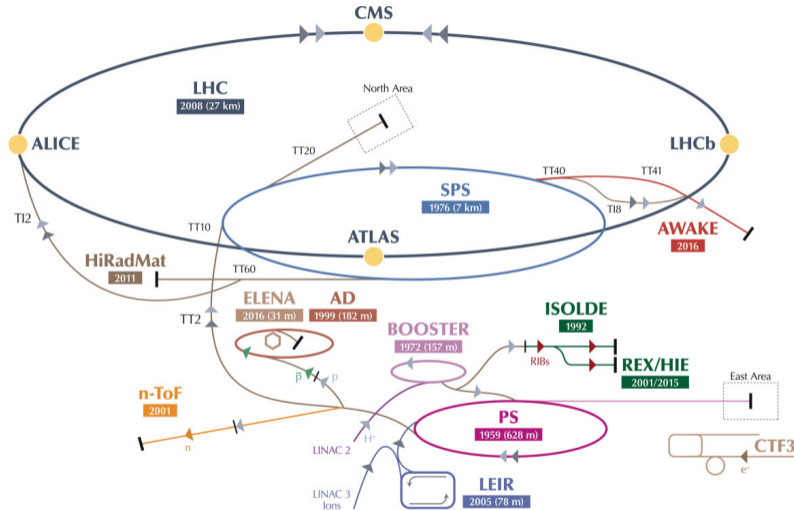 CMS
LHC
2008 (27 km)
North Area
ALICE
TT20
LHCb
TT40
TT41
SPS
1976 (7 km)
TI8
TI2
TT10
AWAKE
2016
ATLAS
HiRadMat
2011
TT60
ELENA
2016 (31 m)
AD
1999 (182 m)
TT2
BOOSTER
1972 (157 m)
ISOLDE
1992
RIBs
REX/HIE
2001/2015
p̅
p
East Area
n-ToF
2001
n
PS
1959 (628 m)
H⁻
LINAC 2
CTF3
e⁻
LEIR
2005 (78 m)
LINAC 3
Ions